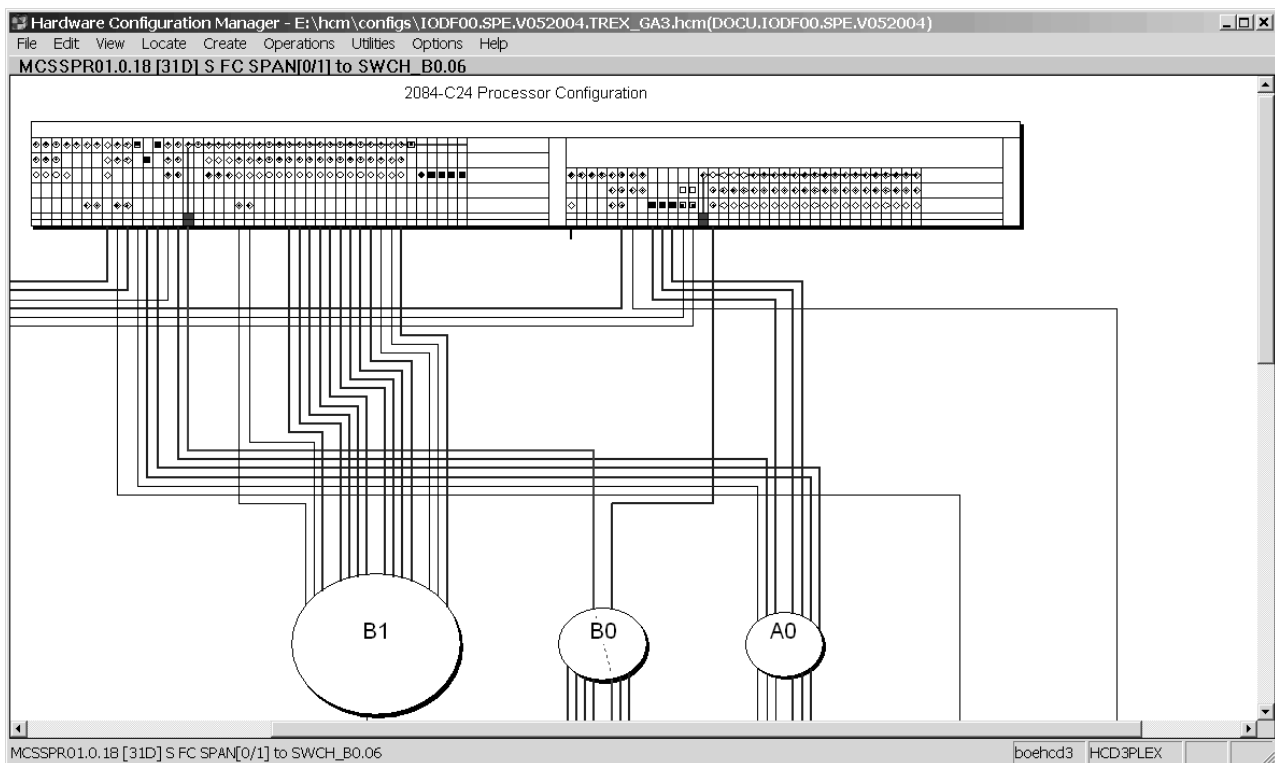 Hardware Configuration Manager - E:\hcm\configs\IODF00.SPE.V052004.TREX_GA3.hcm(DOCU.IODF00.SPE.V052004)
File Edit View Locate Create Operations Utilities Options Help
MCSSPR01.0.18 [31D] S FC SPAN[0/1] to SWCH_B0.06
2084-C24 Processor Configuration
B1
B0
A0
MCSSPR01.0.18 [31D] S FC SPAN[0/1] to SWCH_B0.06
boehcd3
HCD3PLEX